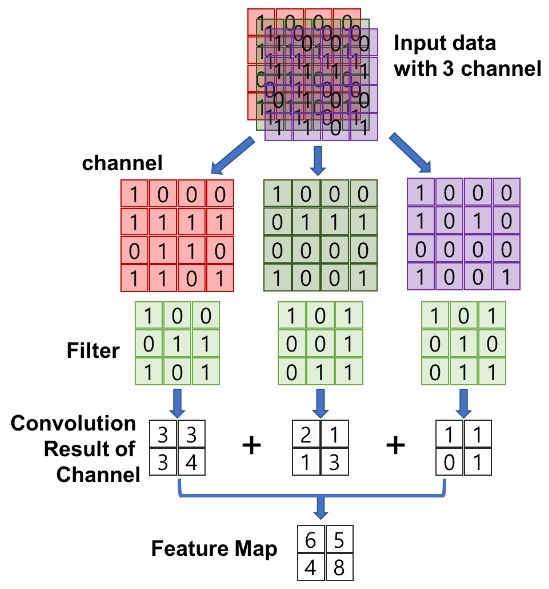 Input data
with 3 channel
channel
1 0 0 0
1 1 1 1
0 1 1 0
1 1 0 1
1 0 0 0
0 1 1 1
0 0 0 0
1 0 0 1
1 0 0 0
1 0 1 0
0 0 0 0
1 0 0 1
Filter
1 0 0
0 1 1
1 0 1
1 0 1
0 0 1
0 1 1
1 0 1
0 1 0
1 1 0
Convolution
Result of
Channel
3 3
3 4
+
2 1
1 3
+
1 1
0 1
Feature Map
6 5
4 8